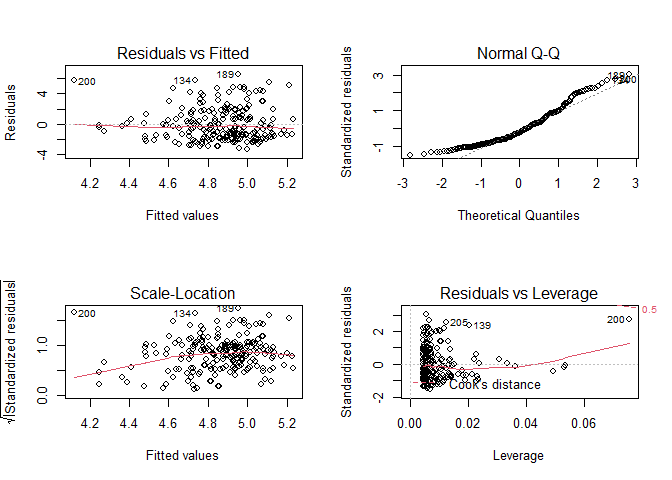 Residuals vs Fitted
Residuals
4
0
-4
200
134
189
4.2 4.4 4.6 4.8 5.0 5.2
Fitted values
Normal Q-Q
Standardized residuals
3
1
-1
189
200
-3 -2 -1 0 1 2 3
Theoretical Quantiles
Scale-Location
√|Standardized residuals|
1.0
0.0
200
134
189
4.2 4.4 4.6 4.8 5.0 5.2
Fitted values
Residuals vs Leverage
Standardized residuals
2
0
-2
205
139
200
0.5
Cook's distance
0.00 0.02 0.04 0.06
Leverage